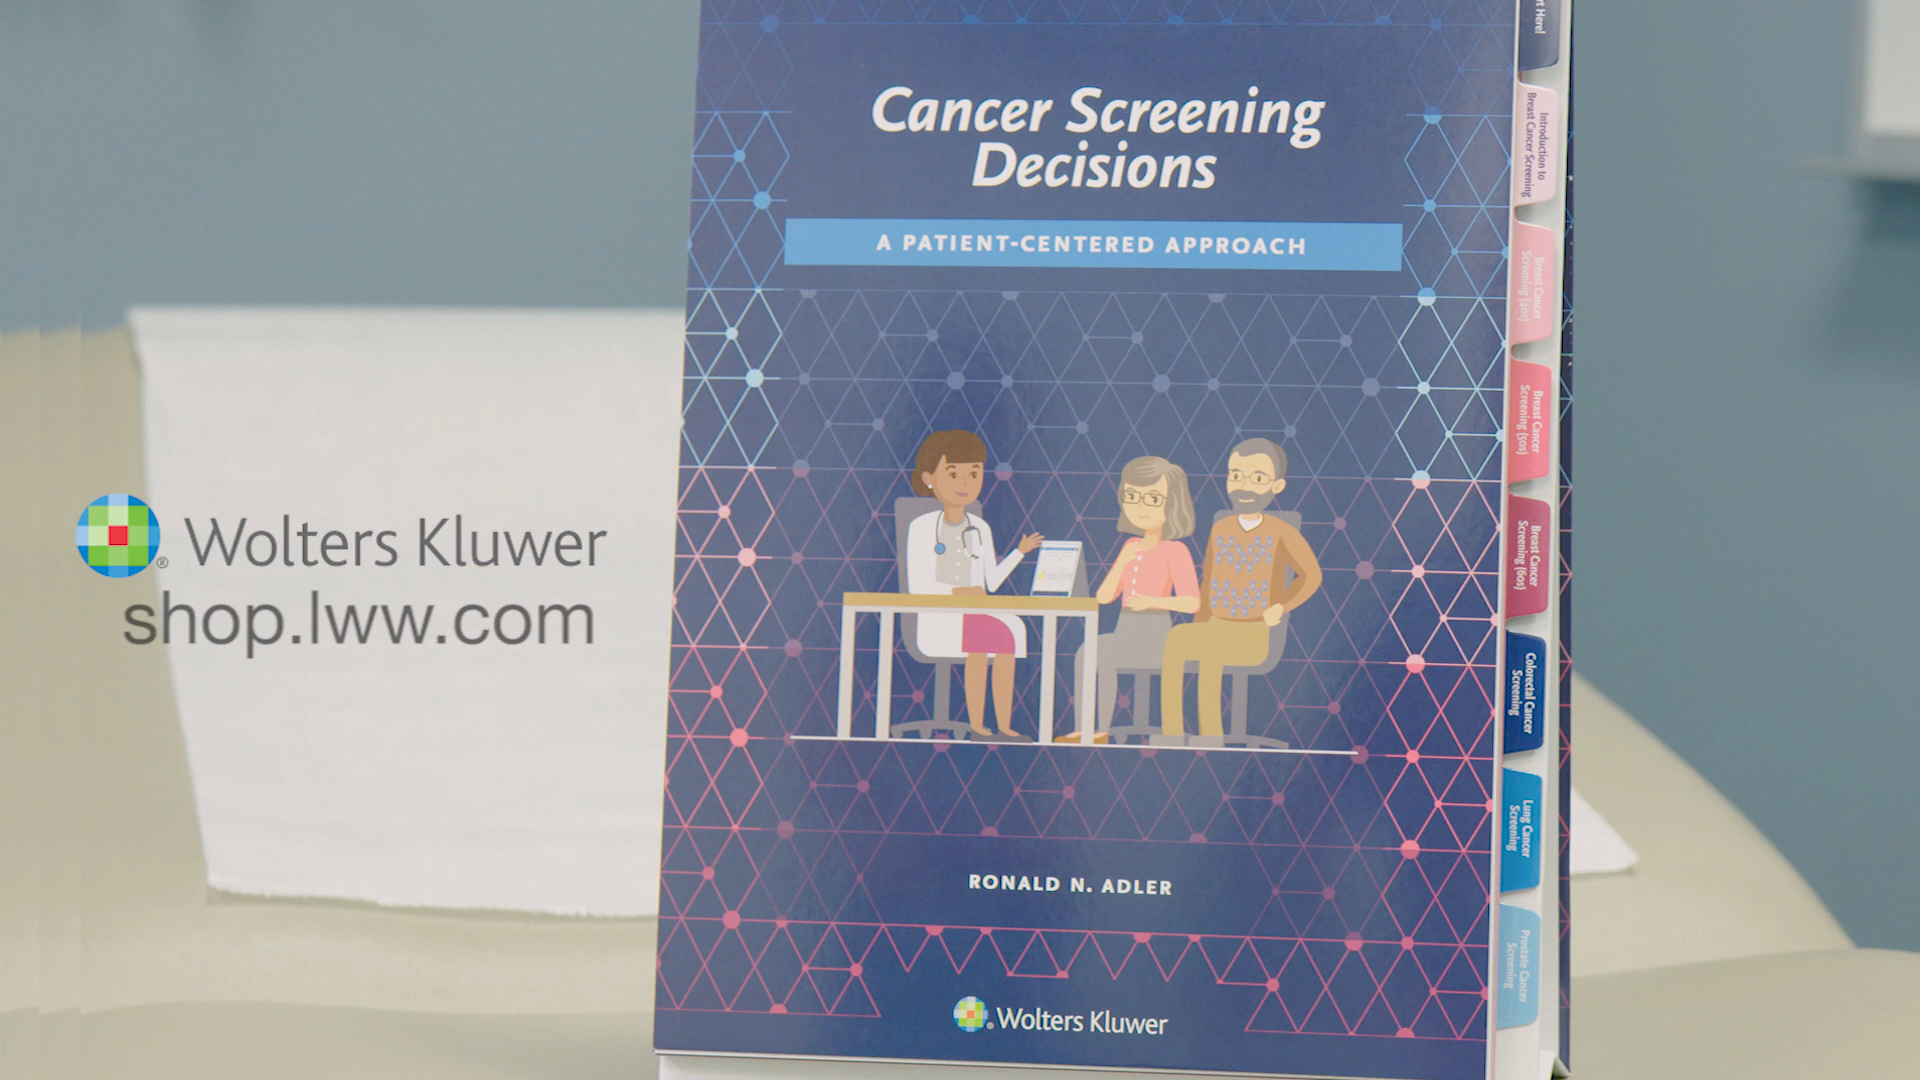 Cancer Screening
Decisions
A PATIENT-CENTERED APPROACH
RONALD N. ADLER
Wolters Kluwer
Wolters Kluwer
shop.lww.com
Here!
Introduction to
Breast Cancer Screening
Breast Cancer
Screening (40s)
Breast Cancer
Screening (50s)
Breast Cancer
Screening (60s)
Colorectal Cancer
Screening
Lung Cancer
Screening
Prostate Cancer
Screening